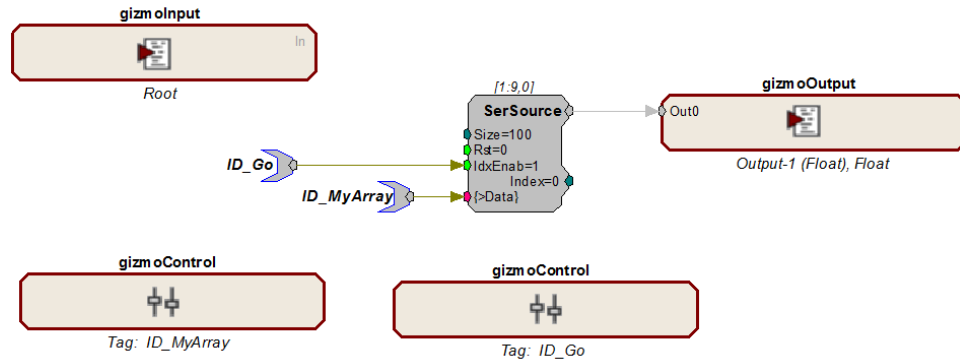 gizmoInput
In
Root
[1:9,0]
SerSource
Size=100
Rst=0
IdxEnab=1
Index=0
{>Data}
ID_Go
ID_MyArray
gizmoOutput
Out0
Output-1 (Float), Float
gizmoControl
Tag: ID_MyArray
gizmoControl
Tag: ID_Go